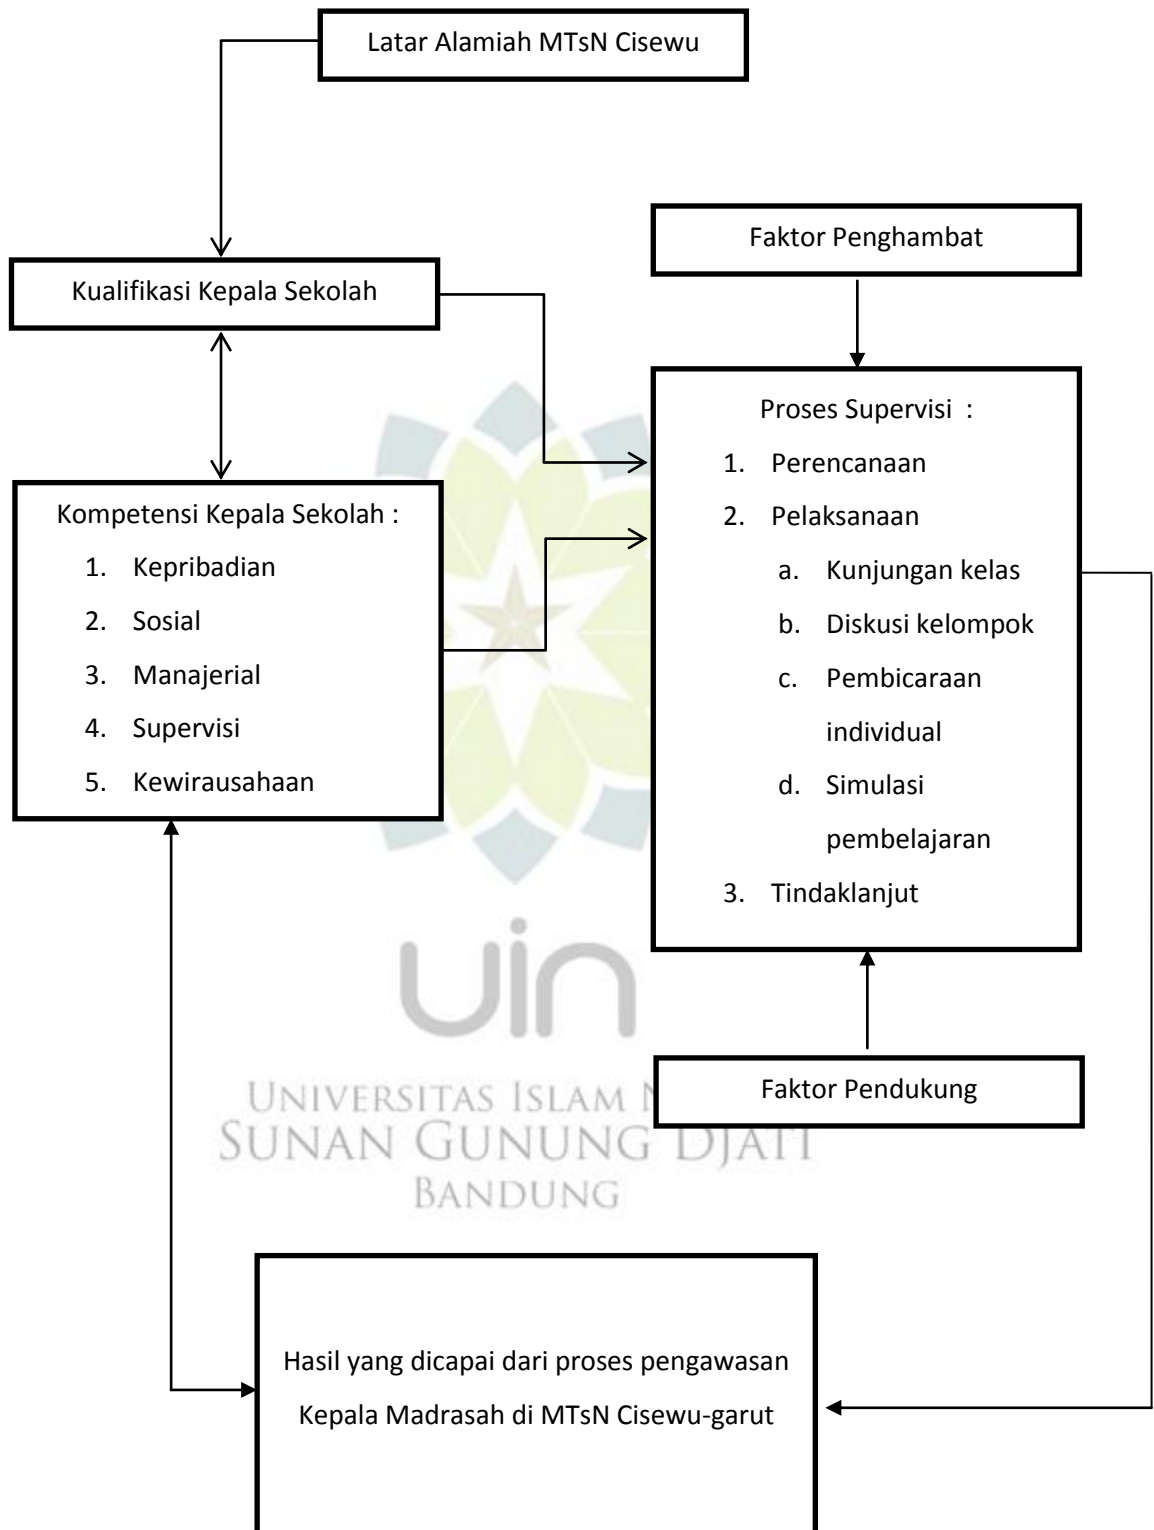 Latar Alamiah MTsN Cisewu
Faktor Penghambat
Kualifikasi Kepala Sekolah
Proses Supervisi :
1. Perencanaan
2. Pelaksanaan
a. Kunjungan kelas
b. Diskusi kelompok
c. Pembicaraan
individual
d. Simulasi
pembelajaran
3. Tindaklanjut
Kompetensi Kepala Sekolah :
1. Kepribadian
2. Sosial
3. Manajerial
4. Supervisi
5. Kewirausahaan
uin
Faktor Pendukung
UNIVERSITAS ISLAM
SUNAN GUNUNG DJATI
BANDUNG
Hasil yang dicapai dari proses pengawasan
Kepala Madrasah di MTsN Cisewu-garut